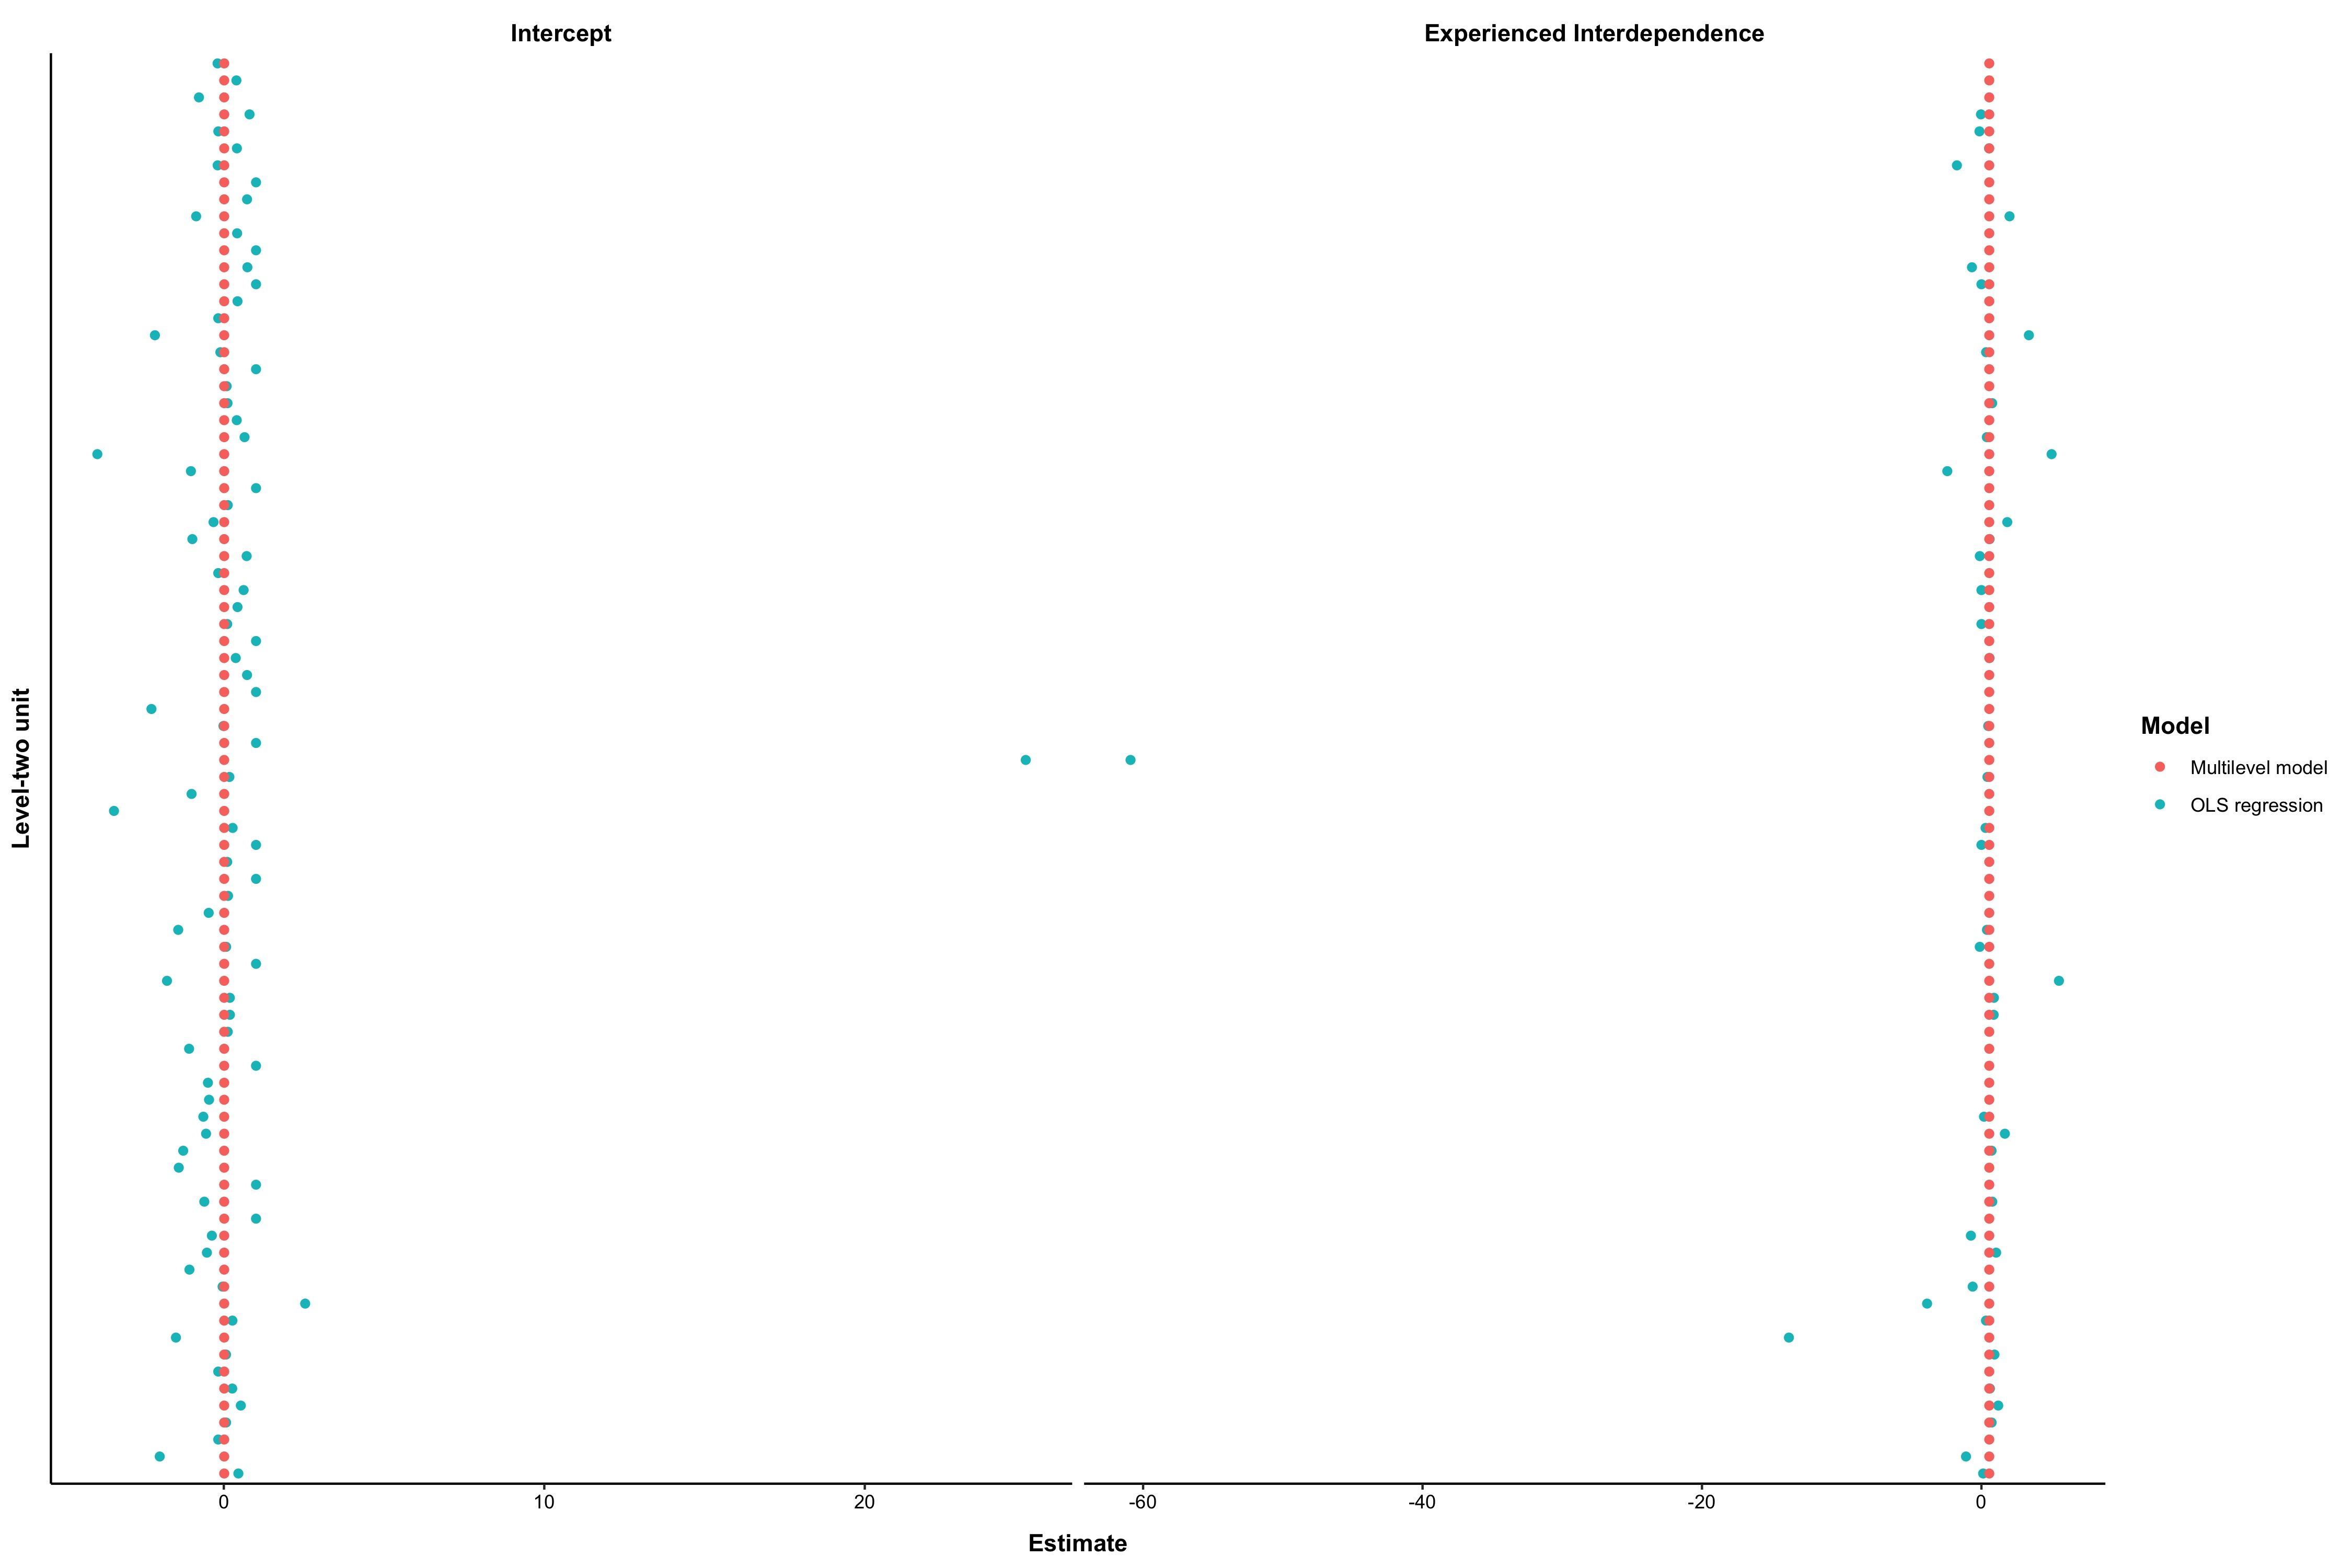 Intercept
Experienced Interdependence
Level-two unit
Model
Multilevel model
OLS regression
0
10
20
-60
-40
-20
0
Estimate